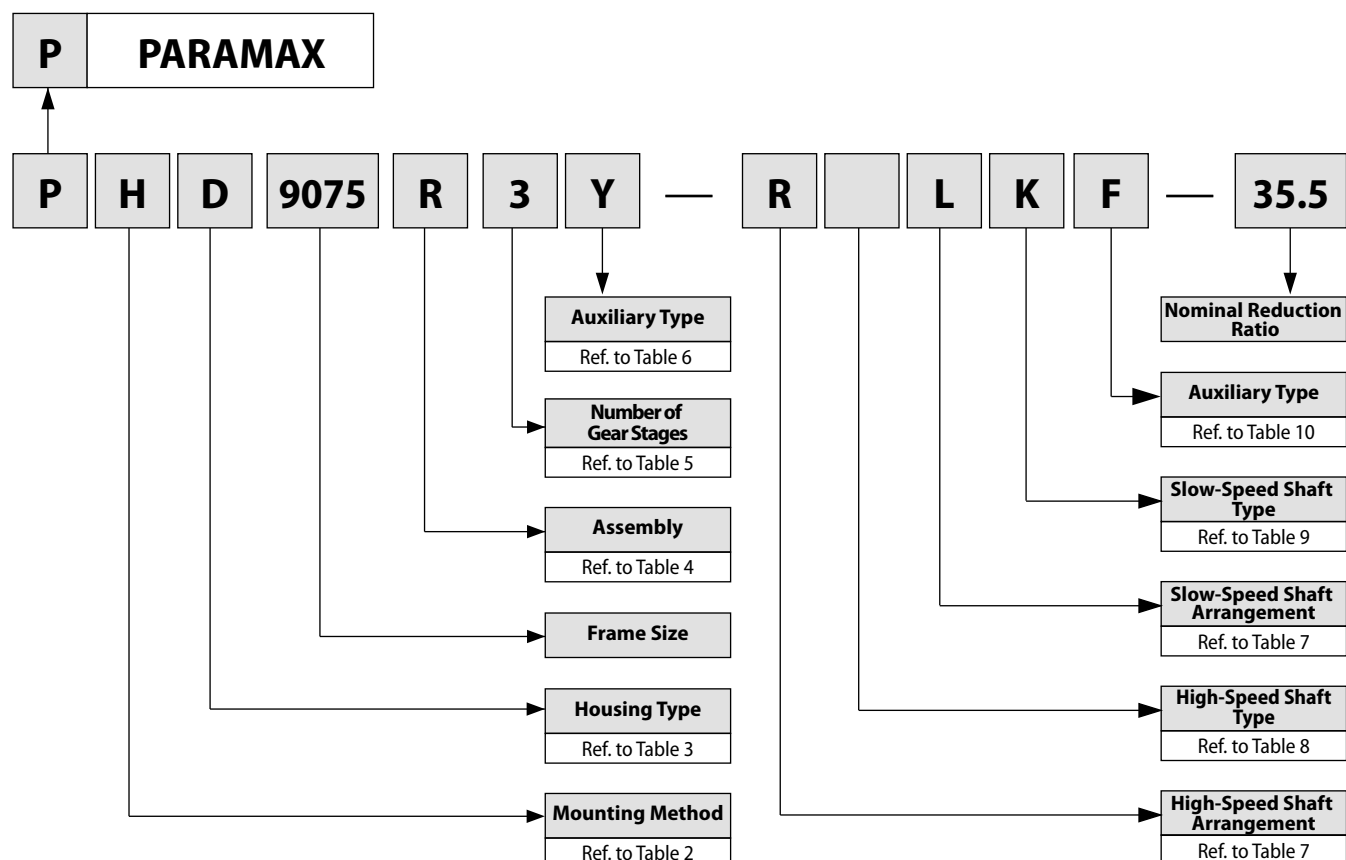 P PARAMAX
P H D 9075 R 3 Y — R L K F — 35.5
Auxiliary Type
Ref. to Table 6
Number of
Gear Stages
Ref. to Table 5
Assembly
Ref. to Table 4
Frame Size
Housing Type
Ref. to Table 3
Mounting Method
Ref. to Table 2
Nominal Reduction
Ratio
Auxiliary Type
Ref. to Table 10
Slow-Speed Shaft
Type
Ref. to Table 9
Slow-Speed Shaft
Arrangement
Ref. to Table 7
High-Speed Shaft
Type
Ref. to Table 8
High-Speed Shaft
Arrangement
Ref. to Table 7